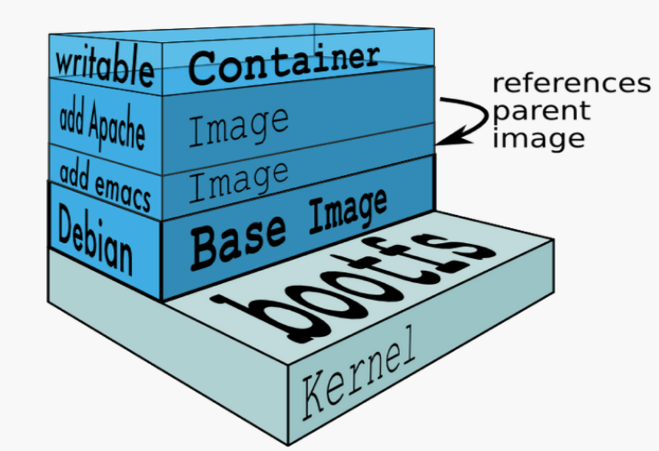 writable Container
add Apache Image
add emacs Image
Debian Base Image
bootfs
Kernel
references
parent
image